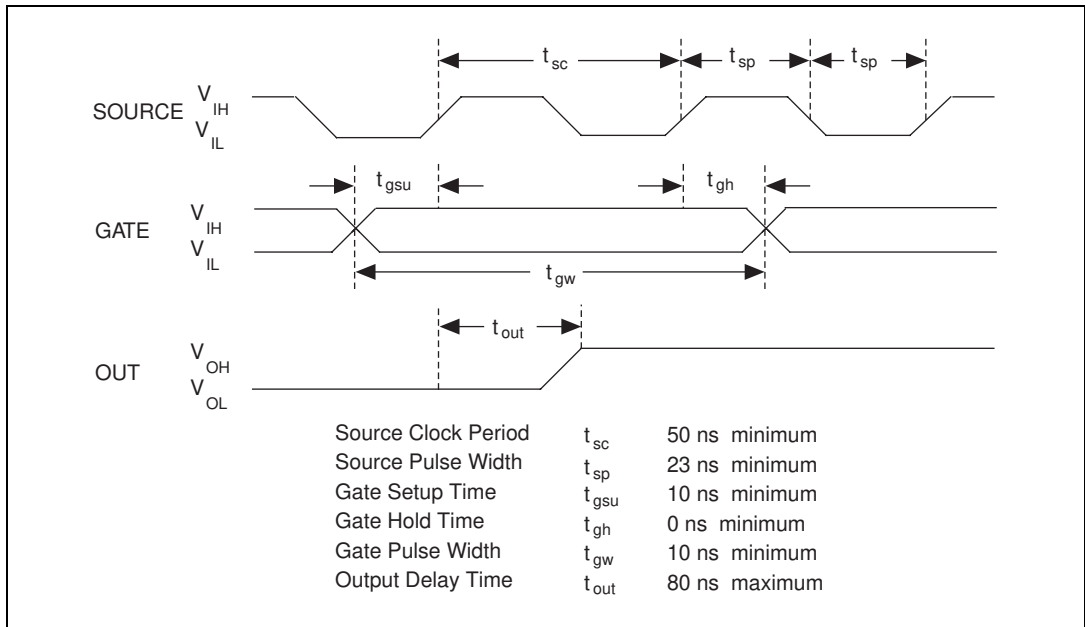 t sc t sp t sp
SOURCE V IH
V IL
t gsu t gh
GATE V IH
V IL
t gw
t out
OUT V OH
V OL
Source Clock Period t sc 50 ns minimum
Source Pulse Width t sp 23 ns minimum
Gate Setup Time t gsu 10 ns minimum
Gate Hold Time t gh 0 ns minimum
Gate Pulse Width t gw 10 ns minimum
Output Delay Time t out 80 ns maximum